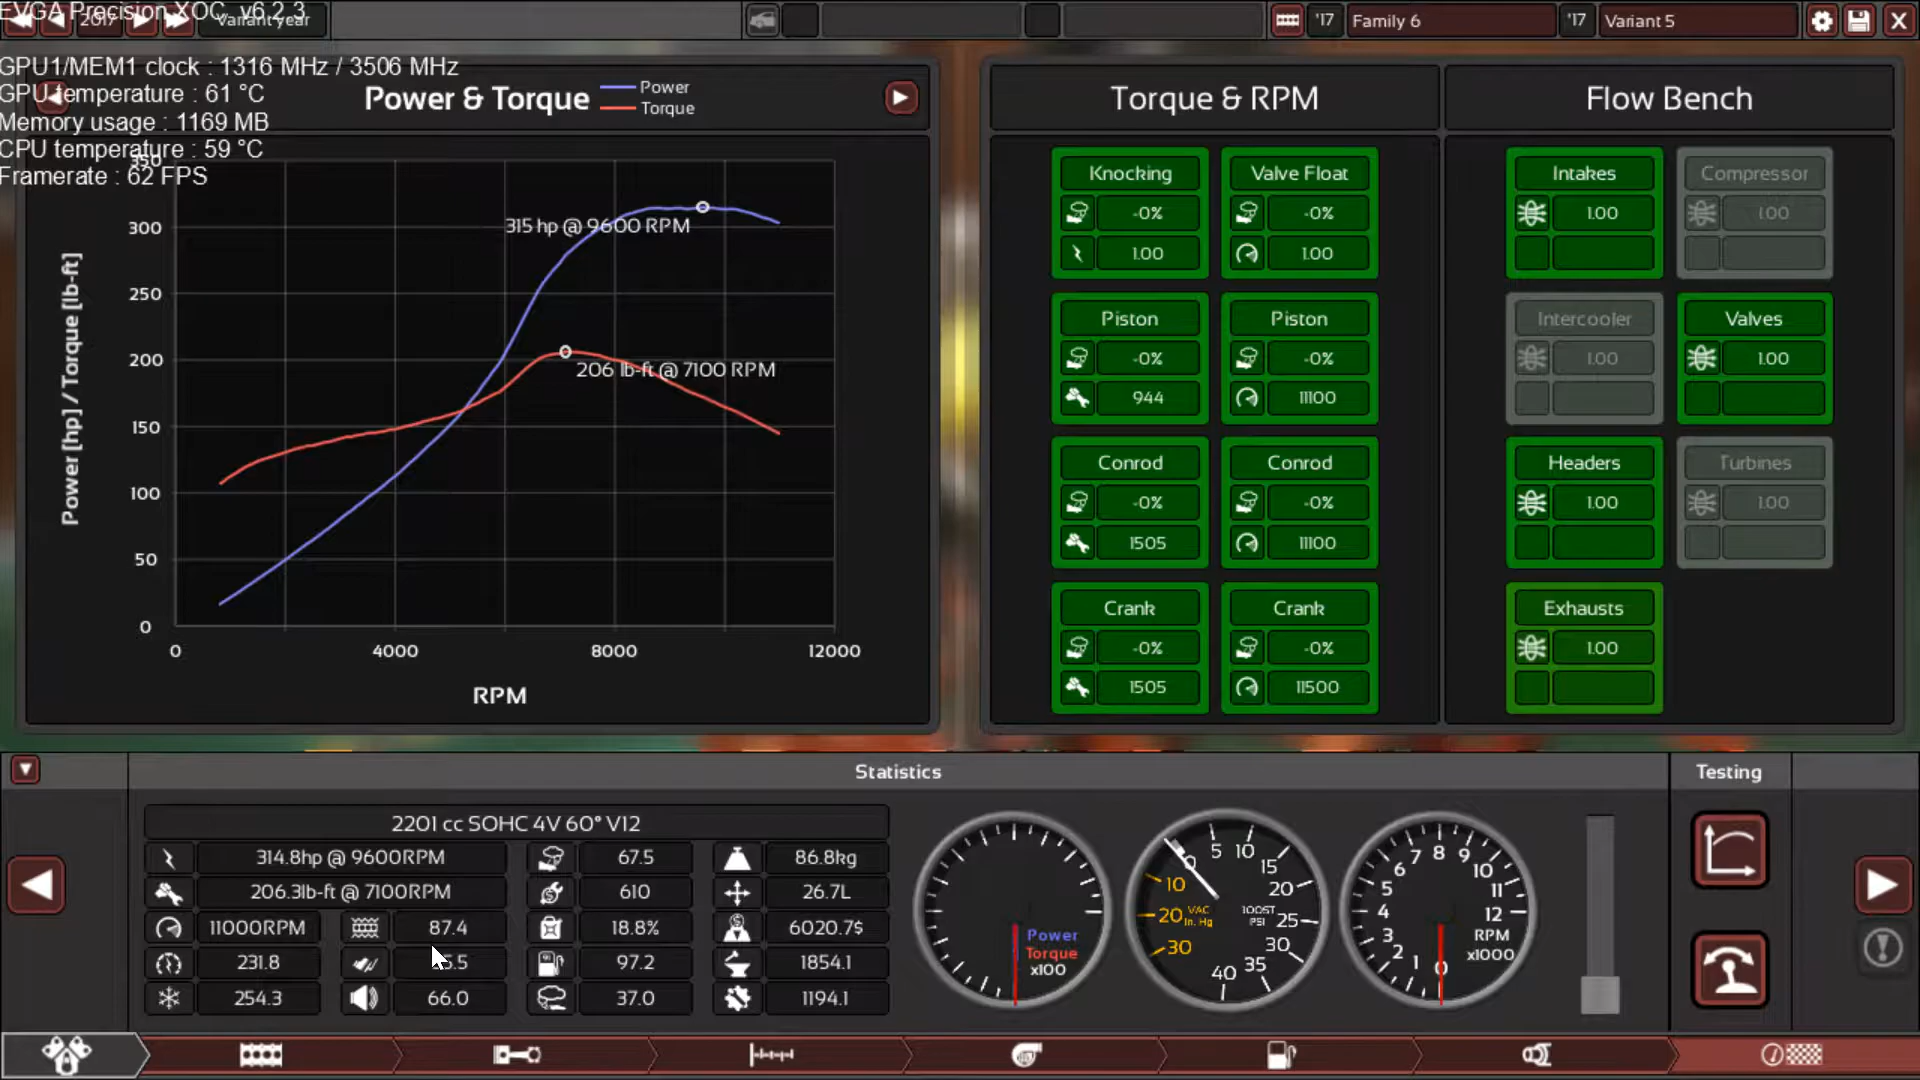 EVGA Precision XOC v6.2.3
2017
Variant year
'17
Family 6
'17
Variant 5
GPU1/MEM1 clock : 1316 MHz / 3506 MHz
GPU temperature : 61 °C
Memory usage : 1169 MB
CPU temperature : 59 °C
Framerate : 62 FPS
Power & Torque
Power
Torque
350
300
250
200
150
100
50
0
315 hp @ 9600 RPM
206 lb-ft @ 7100 RPM
Power [hp] / Torque [lb-ft]
0
4000
8000
12000
RPM
Torque & RPM
Knocking
-0%
1.00
Valve Float
-0%
1.00
Piston
-0%
944
Piston
-0%
11100
Conrod
-0%
1505
Conrod
-0%
11100
Crank
-0%
1505
Crank
-0%
11500
Flow Bench
Intakes
1.00
Compressor
1.00
Intercooler
1.00
Valves
1.00
Headers
1.00
Turbines
1.00
Exhausts
1.00
Statistics
Testing
2201 cc SOHC 4V 60° V12
314.8hp @ 9600RPM
67.5
86.8kg
206.3lb-ft @ 7100RPM
610
26.7L
11000RPM
87.4
18.8%
6020.7$
231.8
97.2
1854.1
254.3
66.0
37.0
1194.1
Power
Torque
x100
30
20
10
0
5
10
15
20
25
30
35
40
VAC
In. Hg
BOOST
PSI
0
1
2
3
4
5
6
7
8
9
10
11
12
RPM
x1000